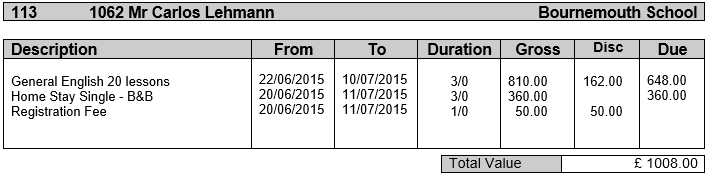 113 1062 Mr Carlos Lehmann Bournemouth School
Description From To Duration Gross Disc Due
General English 20 lessons 22/06/2015 10/07/2015 3/0 810.00 162.00 648.00
Home Stay Single - B&B 20/06/2015 11/07/2015 3/0 360.00 360.00
Registration Fee 20/06/2015 11/07/2015 1/0 50.00 50.00
Total Value £ 1008.00